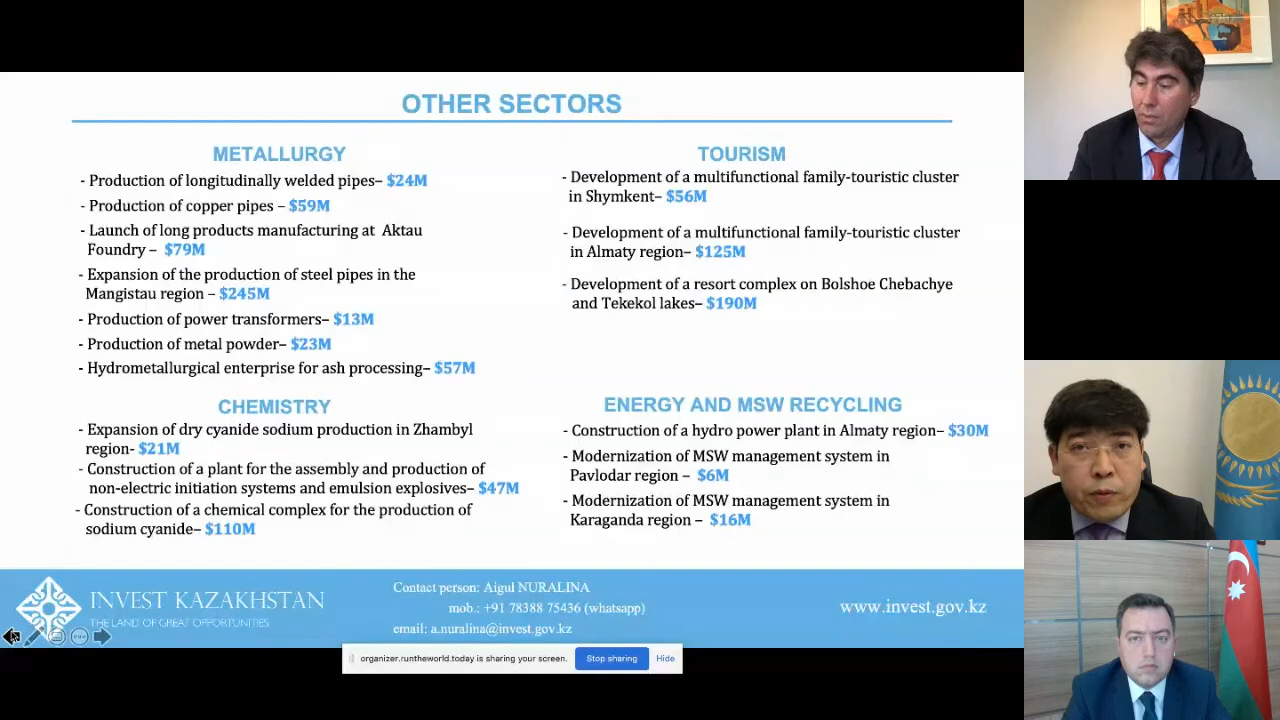 OTHER SECTORS
METALLURGY
- Production of longitudinally welded pipes– $24M
- Production of copper pipes – $59M
- Launch of long products manufacturing at Aktau
Foundry – $79M
- Expansion of the production of steel pipes in the
Mangistau region – $245M
- Production of power transformers– $13M
- Production of metal powder– $23M
- Hydrometallurgical enterprise for ash processing– $57M
CHEMISTRY
- Expansion of dry cyanide sodium production in Zhambyl
region- $21M
- Construction of a plant for the assembly and production of
non-electric initiation systems and emulsion explosives– $47M
- Construction of a chemical complex for the production of
sodium cyanide– $110M
TOURISM
- Development of a multifunctional family-touristic cluster
in Shymkent– $56M
- Development of a multifunctional family-touristic cluster
in Almaty region– $125M
- Development of a resort complex on Bolshoe Chebachye
and Tekekol lakes– $190M
ENERGY AND MSW RECYCLING
- Construction of a hydro power plant in Almaty region– $30M
- Modernization of MSW management system in
Pavlodar region – $6M
- Modernization of MSW management system in
Karaganda region – $16M
INVEST KAZAKHSTAN
THE LAND OF GREAT OPPORTUNITIES
Contact person: Aigul NURALINA
mob.: +91 78388 75436 (whatsapp)
email: a.nuralina@invest.gov.kz
www.invest.gov.kz
organizer.runtheworld.today is sharing your screen.
Stop sharing
Hide